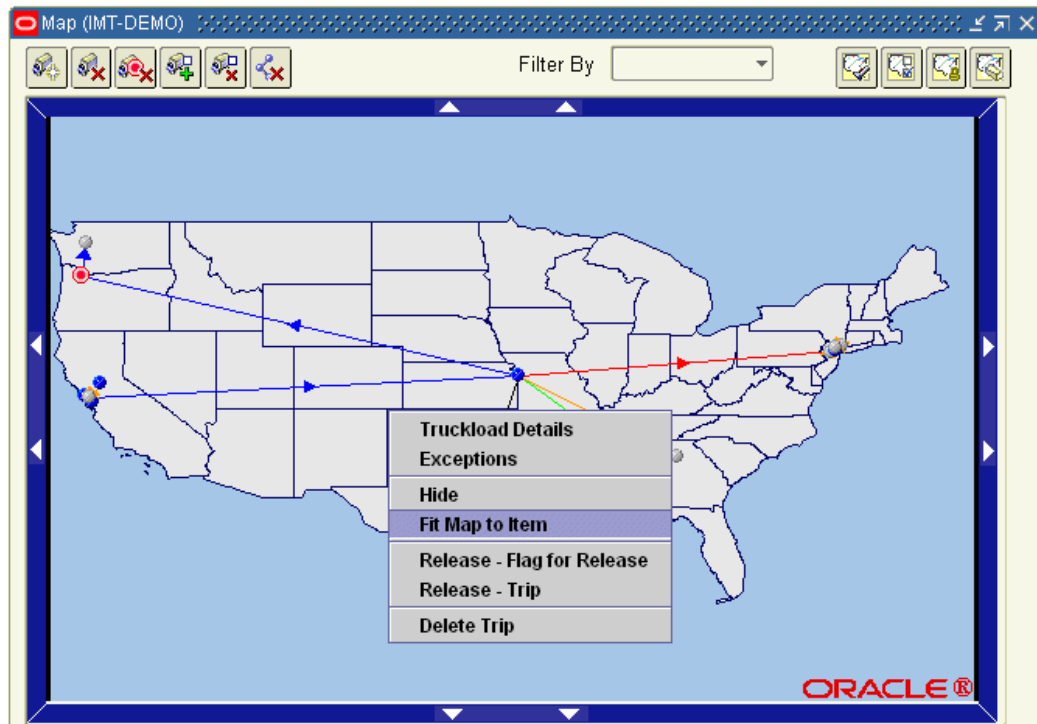 Map (IMT-DEMO)
Filter By
Truckload Details
Exceptions
Hide
Fit Map to Item
Release - Flag for Release
Release - Trip
Delete Trip
ORACLE®